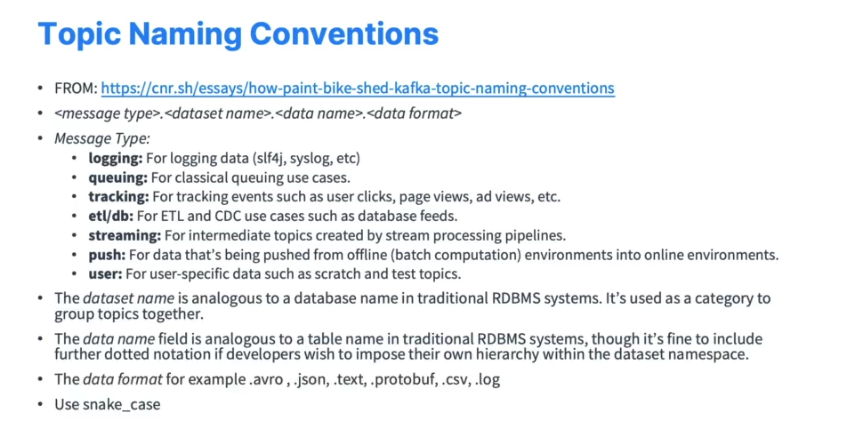 Topic Naming Conventions
• FROM: https://cnr.sh/essays/how-paint-bike-shed-kafka-topic-naming-conventions
• <message type>.<dataset name>.<data name>.<data format>
• Message Type:
• logging: For logging data (slf4j, syslog, etc)
• queuing: For classical queuing use cases.
• tracking: For tracking events such as user clicks, page views, ad views, etc.
• etl/db: For ETL and CDC use cases such as database feeds.
• streaming: For intermediate topics created by stream processing pipelines.
• push: For data that's being pushed from offline (batch computation) environments into online environments.
• user: For user-specific data such as scratch and test topics.
• The dataset name is analogous to a database name in traditional RDBMS systems. It's used as a category to
group topics together.
• The data name field is analogous to a table name in traditional RDBMS systems, though it's fine to include
further dotted notation if developers wish to impose their own hierarchy within the dataset namespace.
• The data format for example .avro , .json, .text, .protobuf, .csv, .log
• Use snake_case